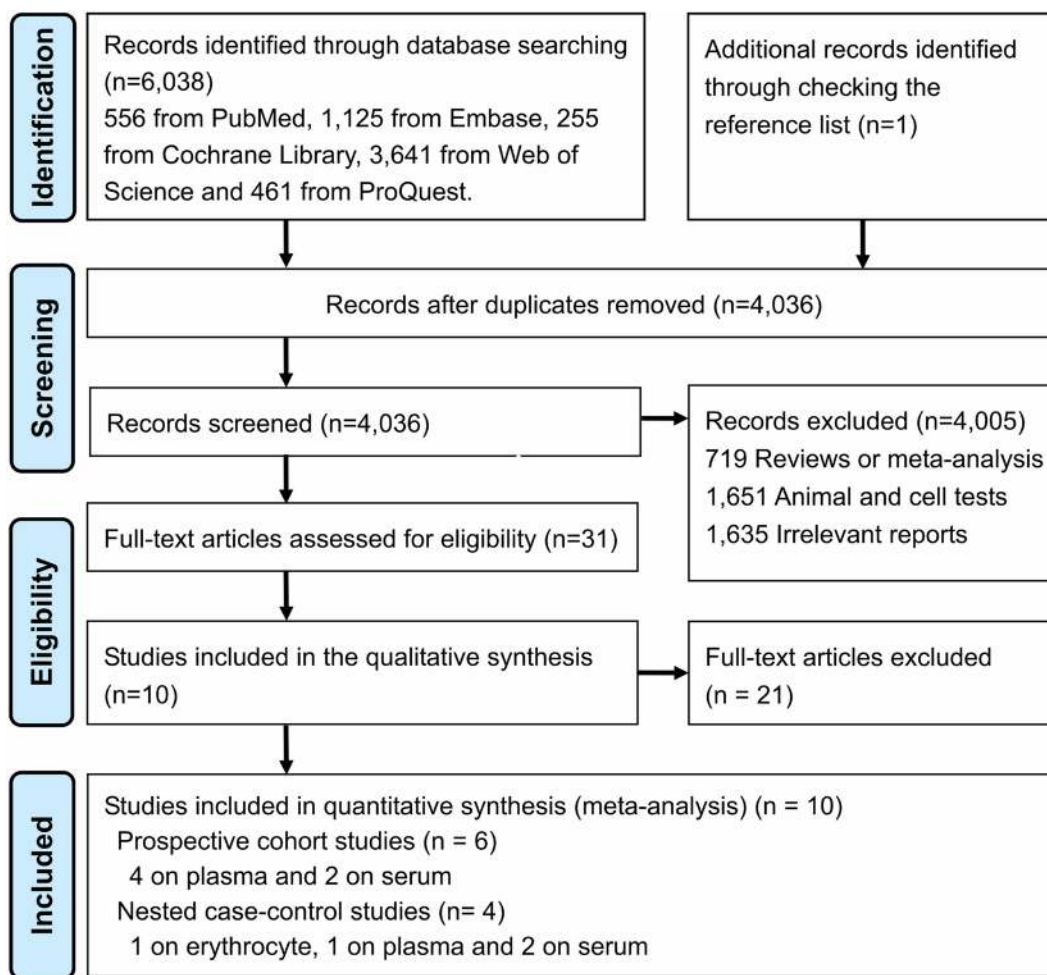 Identification
Records identified through database searching
(n=6,038)
556 from PubMed, 1,125 from Embase, 255
from Cochrane Library, 3,641 from Web of
Science and 461 from ProQuest.
Additional records identified
through checking the
reference list (n=1)
Screening
Records after duplicates removed (n=4,036)
Records screened (n=4,036)
Records excluded (n=4,005)
719 Reviews or meta-analysis
1,651 Animal and cell tests
1,635 Irrelevant reports
Eligibility
Full-text articles assessed for eligibility (n=31)
Studies included in the qualitative synthesis
(n=10)
Full-text articles excluded
(n = 21)
Included
Studies included in quantitative synthesis (meta-analysis) (n = 10)
Prospective cohort studies (n = 6)
4 on plasma and 2 on serum
Nested case-control studies (n= 4)
1 on erythrocyte, 1 on plasma and 2 on serum